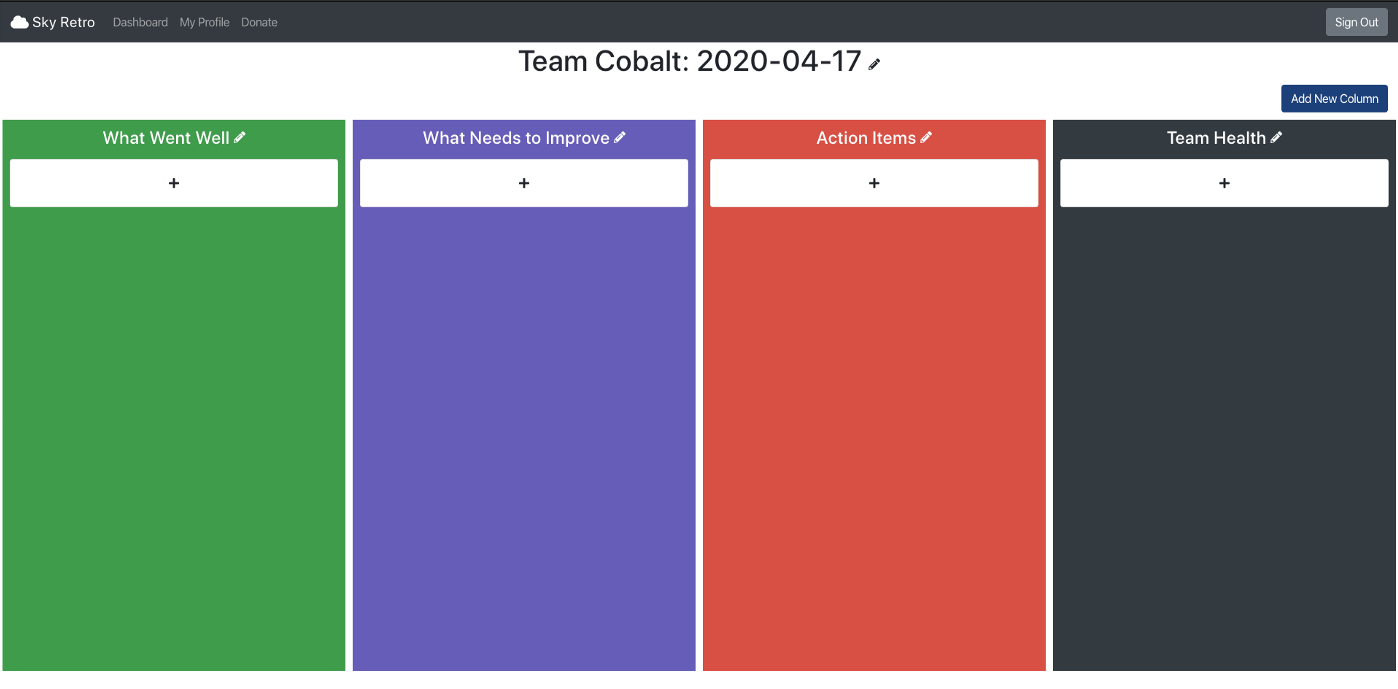 Sky Retro Dashboard My Profile Donate Sign Out
Team Cobalt: 2020-04-17
Add New Column
What Went Well What Needs to Improve Action Items Team Health
+ + + +